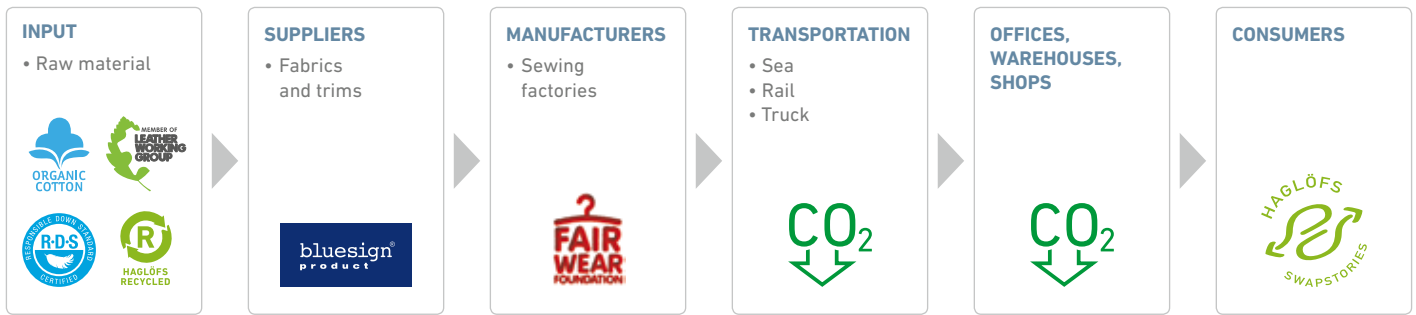 INPUT
• Raw material
ORGANIC
COTTON
MEMBER OF
LEATHER
WORKING
GROUP
RESPONSIBLE DOWN STANDARD
R·D·S
CERTIFIED
R
HAGLÖFS
RECYCLED
SUPPLIERS
• Fabrics
and trims
bluesign®
product
MANUFACTURERS
• Sewing
factories
FAIR
WEAR
FOUNDATION
TRANSPORTATION
• Sea
• Rail
• Truck
CO2
OFFICES,
WAREHOUSES,
SHOPS
CO2
CONSUMERS
HAGLÖFS
SWAPSTORIES